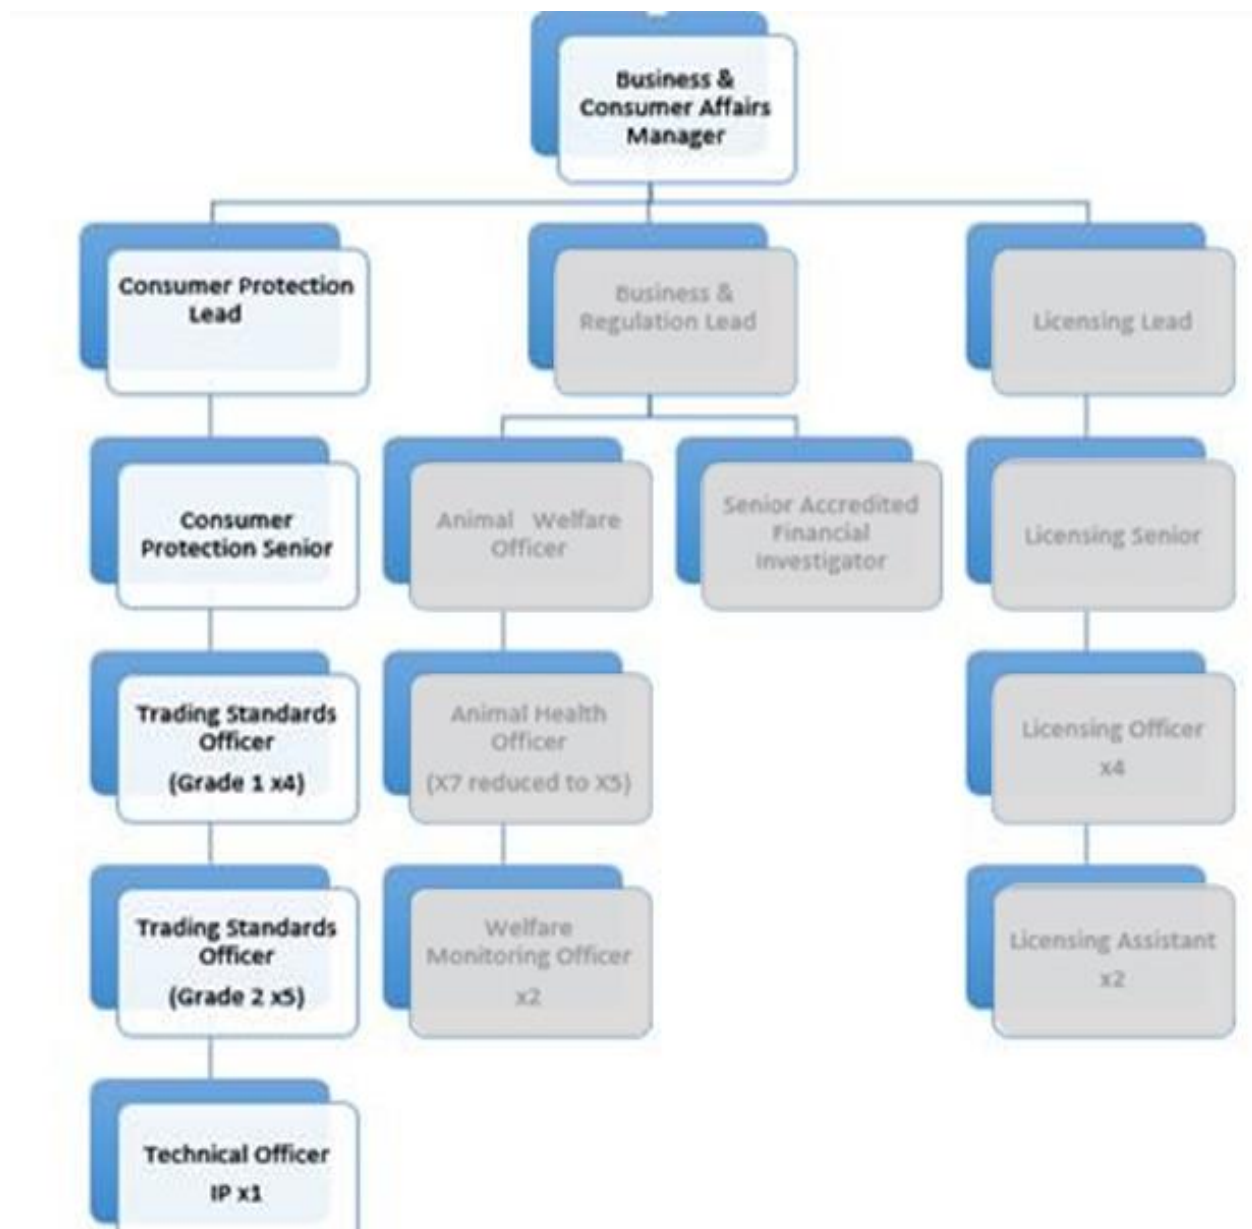 Business &
Consumer Affairs
Manager
Consumer Protection
Lead
Business &
Regulation Lead
Licensing Lead
Consumer
Protection Senior
Animal Welfare
Officer
Senior Accredited
Financial
Investigator
Licensing Senior
Trading Standards
Officer
(Grade 1 x4)
Animal Health
Officer
(X7 reduced to X5)
Licensing Officer
x4
Trading Standards
Officer
(Grade 2 x5)
Welfare
Monitoring Officer
x2
Licensing Assistant
x2
Technical Officer
IP x1